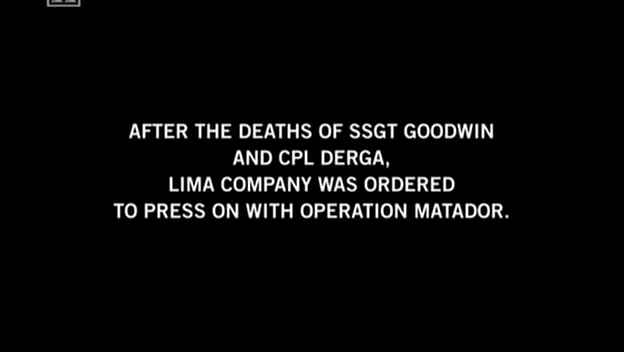 AFTER THE DEATHS OF SSGT GOODWIN
AND CPL DERGA,
LIMA COMPANY WAS ORDERED
TO PRESS ON WITH OPERATION MATADOR.